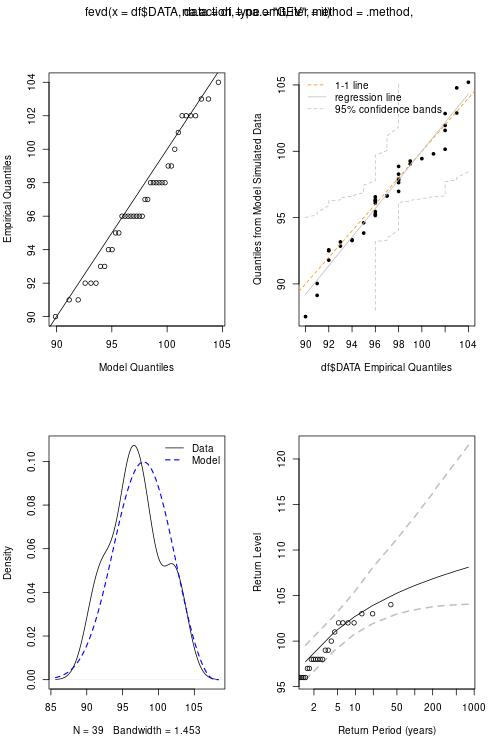 fevd(x = df$DATA, data = df, type = "GEV", method = .method,
90 92 94 96 98 100 102 104
Empirical Quantiles
90 95 100 105
Model Quantiles
1-1 line
regression line
95% confidence bands
90 95 100 105
Quantiles from Model Simulated Data
90 92 94 96 98 100 104
df$DATA Empirical Quantiles
Data
Model
0.00 0.02 0.04 0.06 0.08 0.10
Density
85 90 95 100 105
N = 39 Bandwidth = 1.453
95 100 105 110 115 120
Return Level
2 5 10 50 200 1000
Return Period (years)